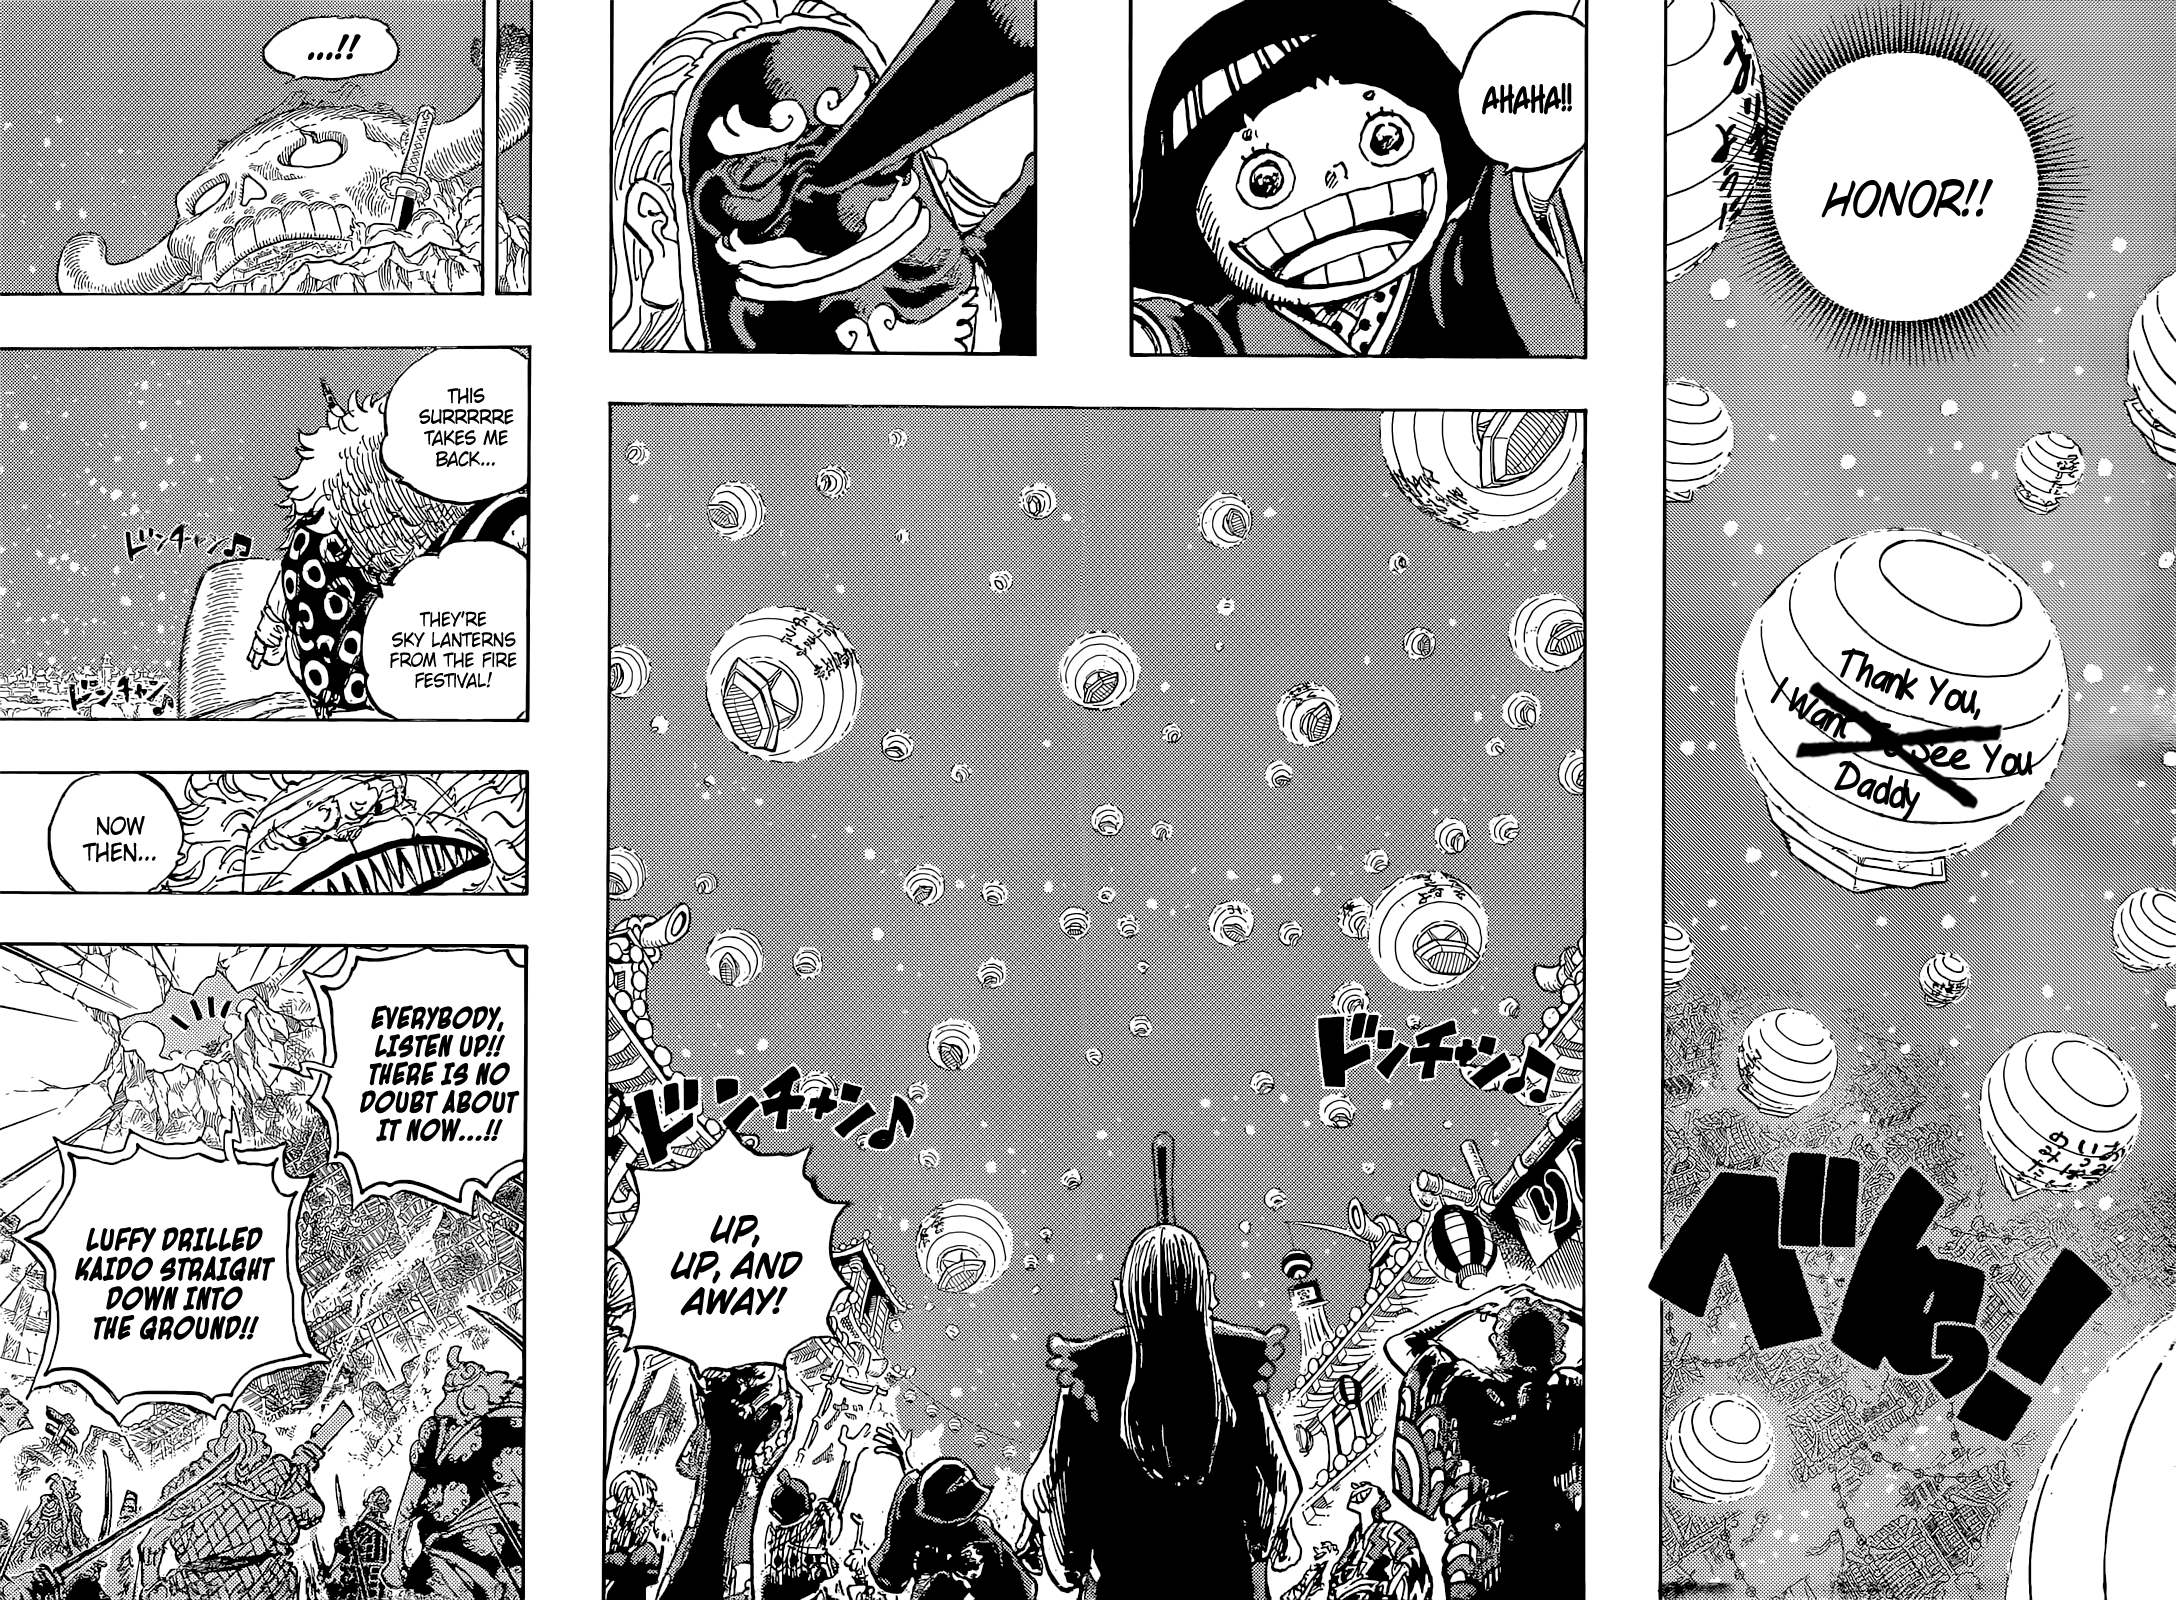 HONOR!!
Thank You,
I Want to See You
Daddy
べんっ!
AHAHA!!
ドンチャン♪
ドンチャン♫
UP,
UP, AND
AWAY!
...!!
THIS
SURRRRRE
TAKES ME
BACK...
ドンチャン♫
THEY'RE
SKY LANTERNS
FROM THE FIRE
FESTIVAL!
ドンチャン♪
NOW
THEN...
EVERYBODY,
LISTEN UP!!
THERE IS NO
DOUBT ABOUT
IT NOW...!!
LUFFY DRILLED
KAIDO STRAIGHT
DOWN INTO
THE GROUND!!